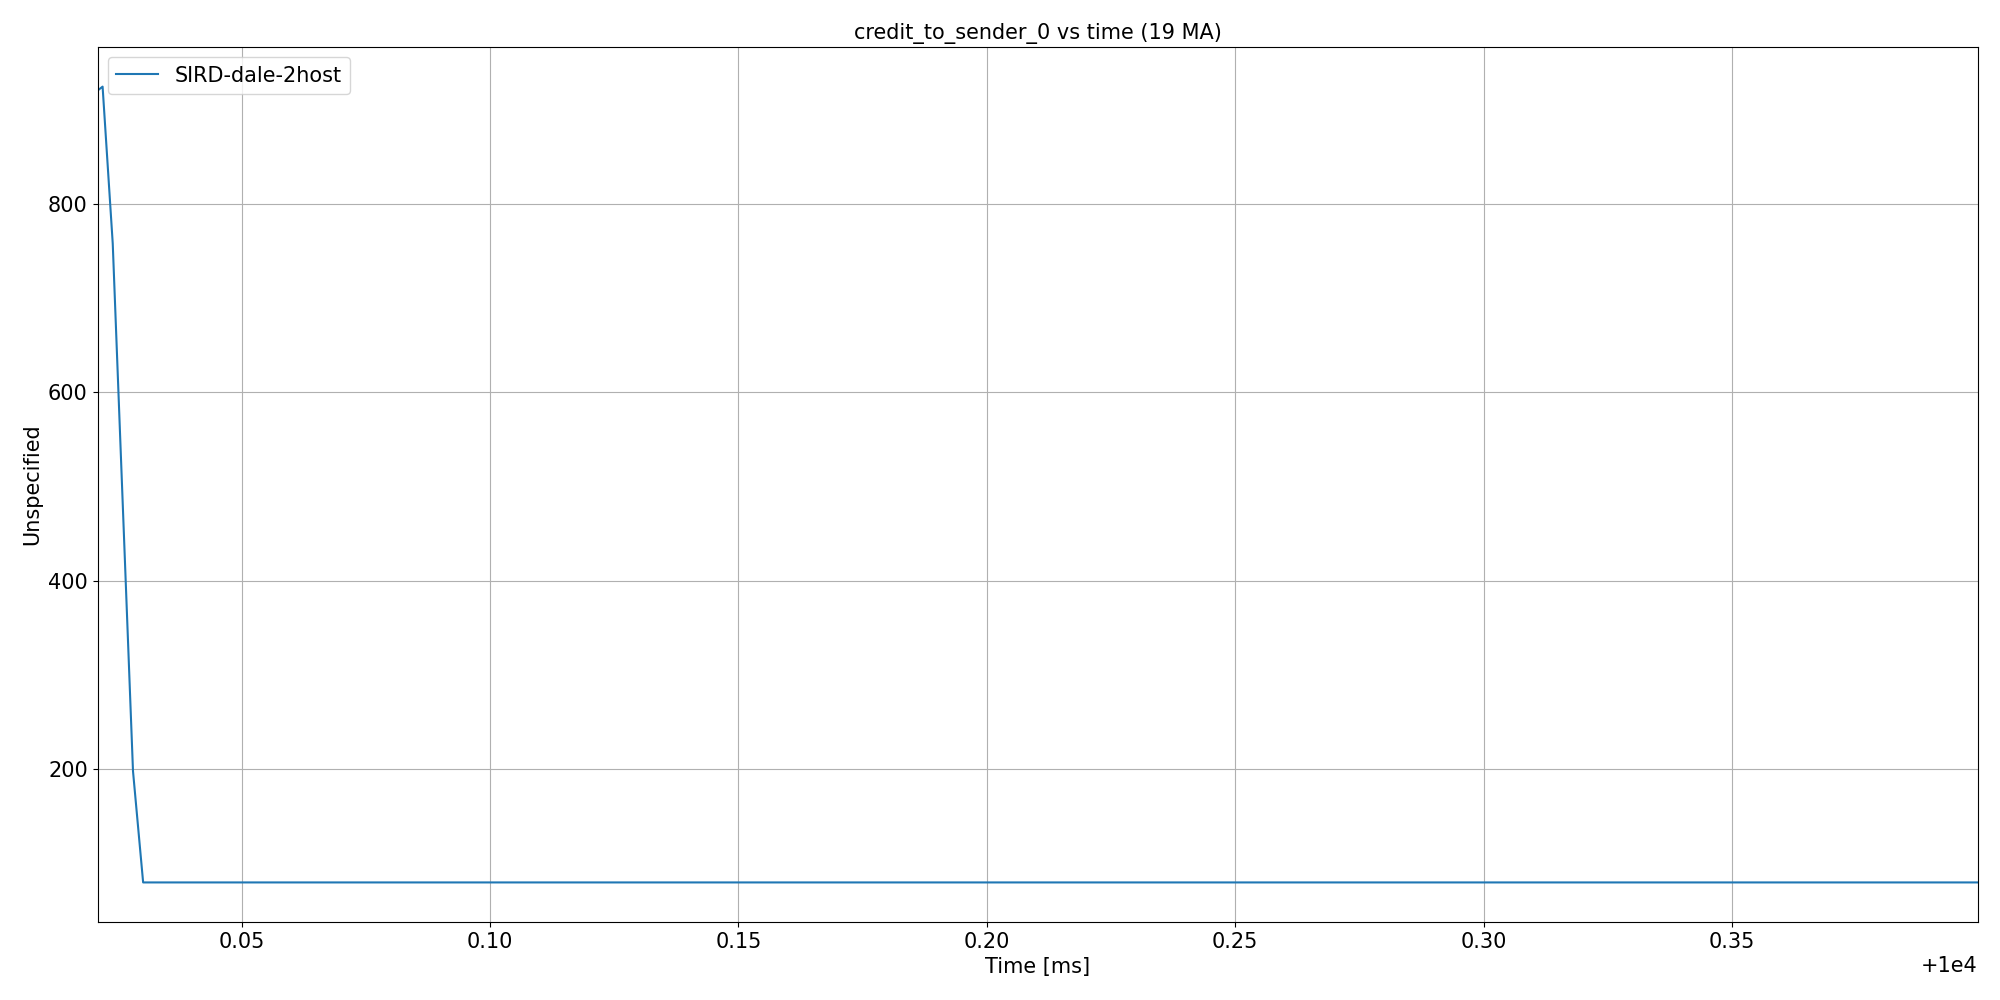 credit_to_sender_0 vs time (19 MA)
SIRD-dale-2host
800
600
400
200
Unspecified
0.05 0.10 0.15 0.20 0.25 0.30 0.35
Time [ms]
+1e4